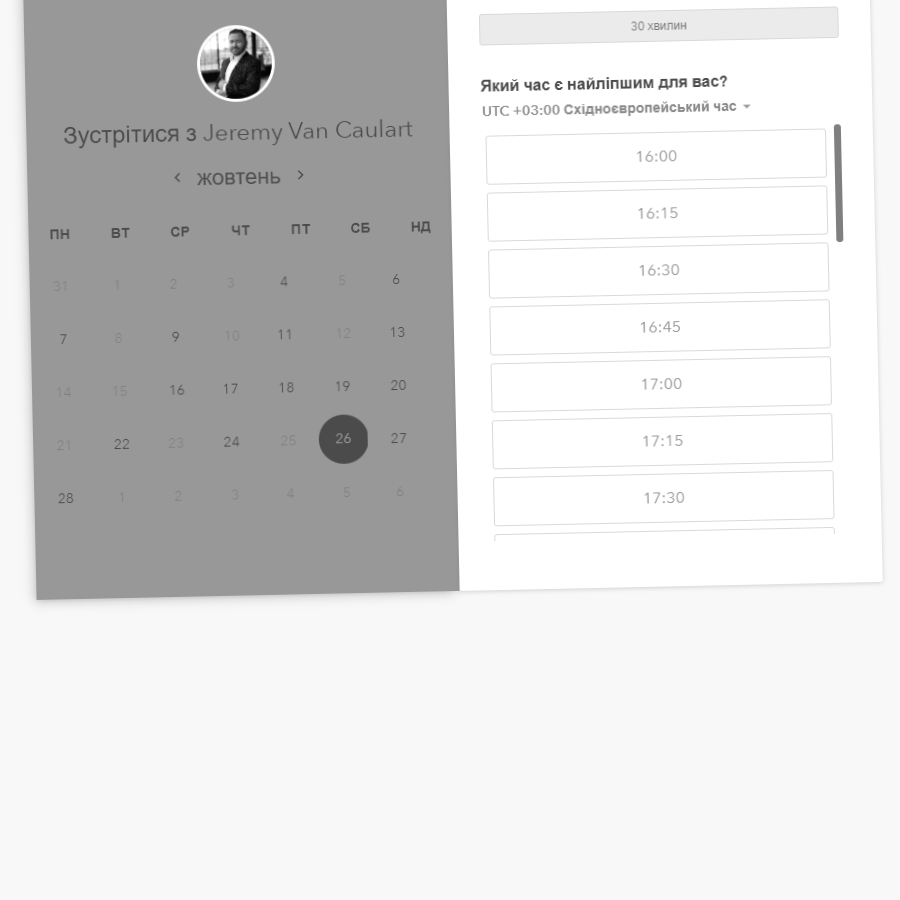 Зустрітися з Jeremy Van Caulart
жовтень
ПН ВТ СР ЧТ ПТ СБ НД
31 1 2 3 4 5 6
7 8 9 10 11 12 13
14 15 16 17 18 19 20
21 22 23 24 25 26 27
28 1 2 3 4 5 6
30 хвилин
Який час є найліпшим для вас?
UTC +03:00 Східноєвропейський час
16:00
16:15
16:30
16:45
17:00
17:15
17:30